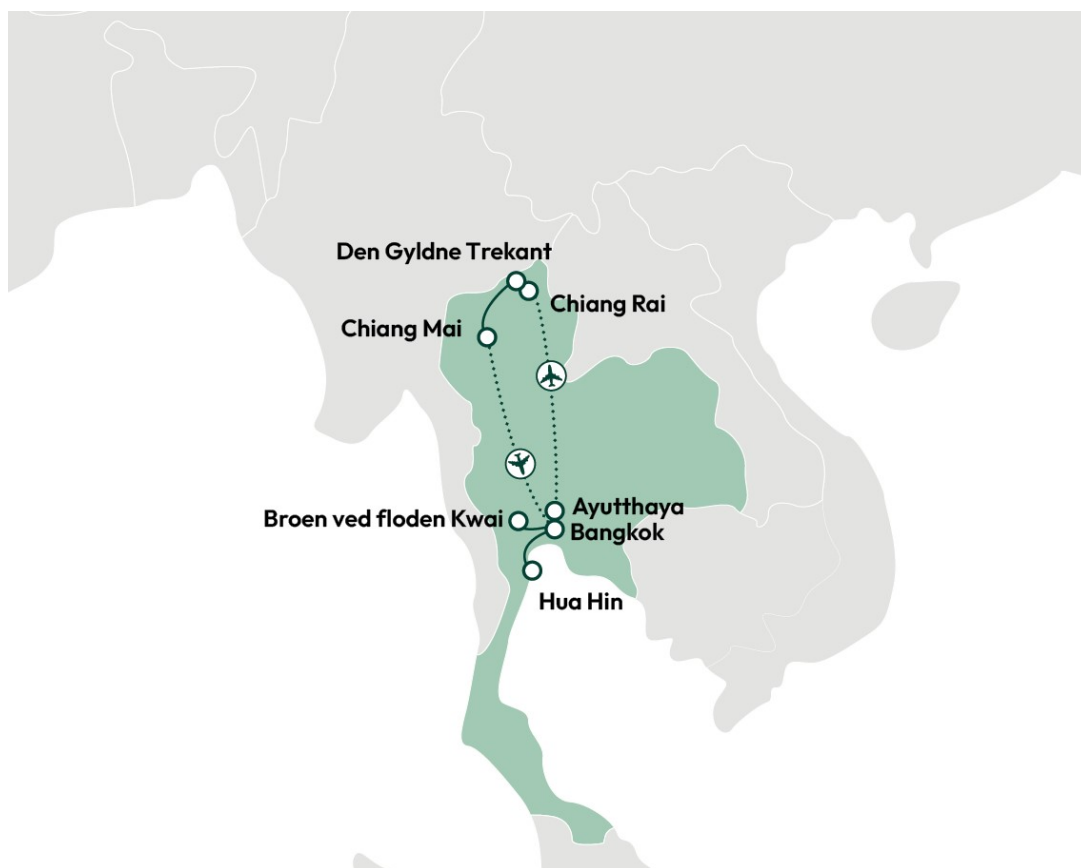 Den Gyldne Trekant
Chiang Rai
Chiang Mai
Ayutthaya
Broen ved floden Kwai
Bangkok
Hua Hin